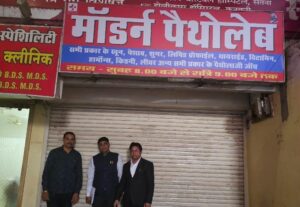 मॉडर्न पैथोलेब
सभी प्रकार के खून, पेशाब, शुगर, लिपिड प्रोफाईल, थायराईड, विटामिन,
हार्मोन्स, किडनी, लीवर अन्य सभी प्रकार के पैथोलाजी जाँच
समय - सुबह 8.00 बजे से रात्रि 9.00 बजे तक
स्पेशिलिटी
क्लीनिक
B.D.S. M.D.S.
B.D.S. M.D.S.